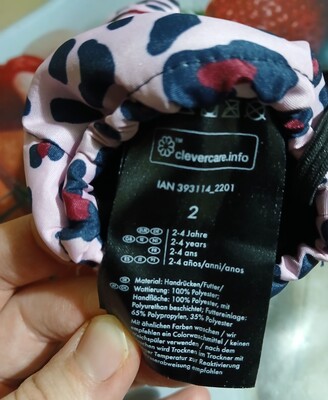 ™
clevercare.info
IAN 393114_2201
2
2-4 Jahre
2-4 years
2-4 ans
2-4 años/anni/anos
Material: Handrücken/Futter/
Wattierung: 100% Polyester;
Handfläche: 100% Polyester, mit
Polyurethan beschichtet; Futtereinlage:
65% Polypropylen, 35% Polyester
Mit ähnlichen Farben waschen / wir
empfehlen ein Colorwaschmittel / keinen
Weichspüler verwenden / nach dem
Waschen wird Trocknen im Trockner mit
Temperatur zur Reaktivierung
empfohlen